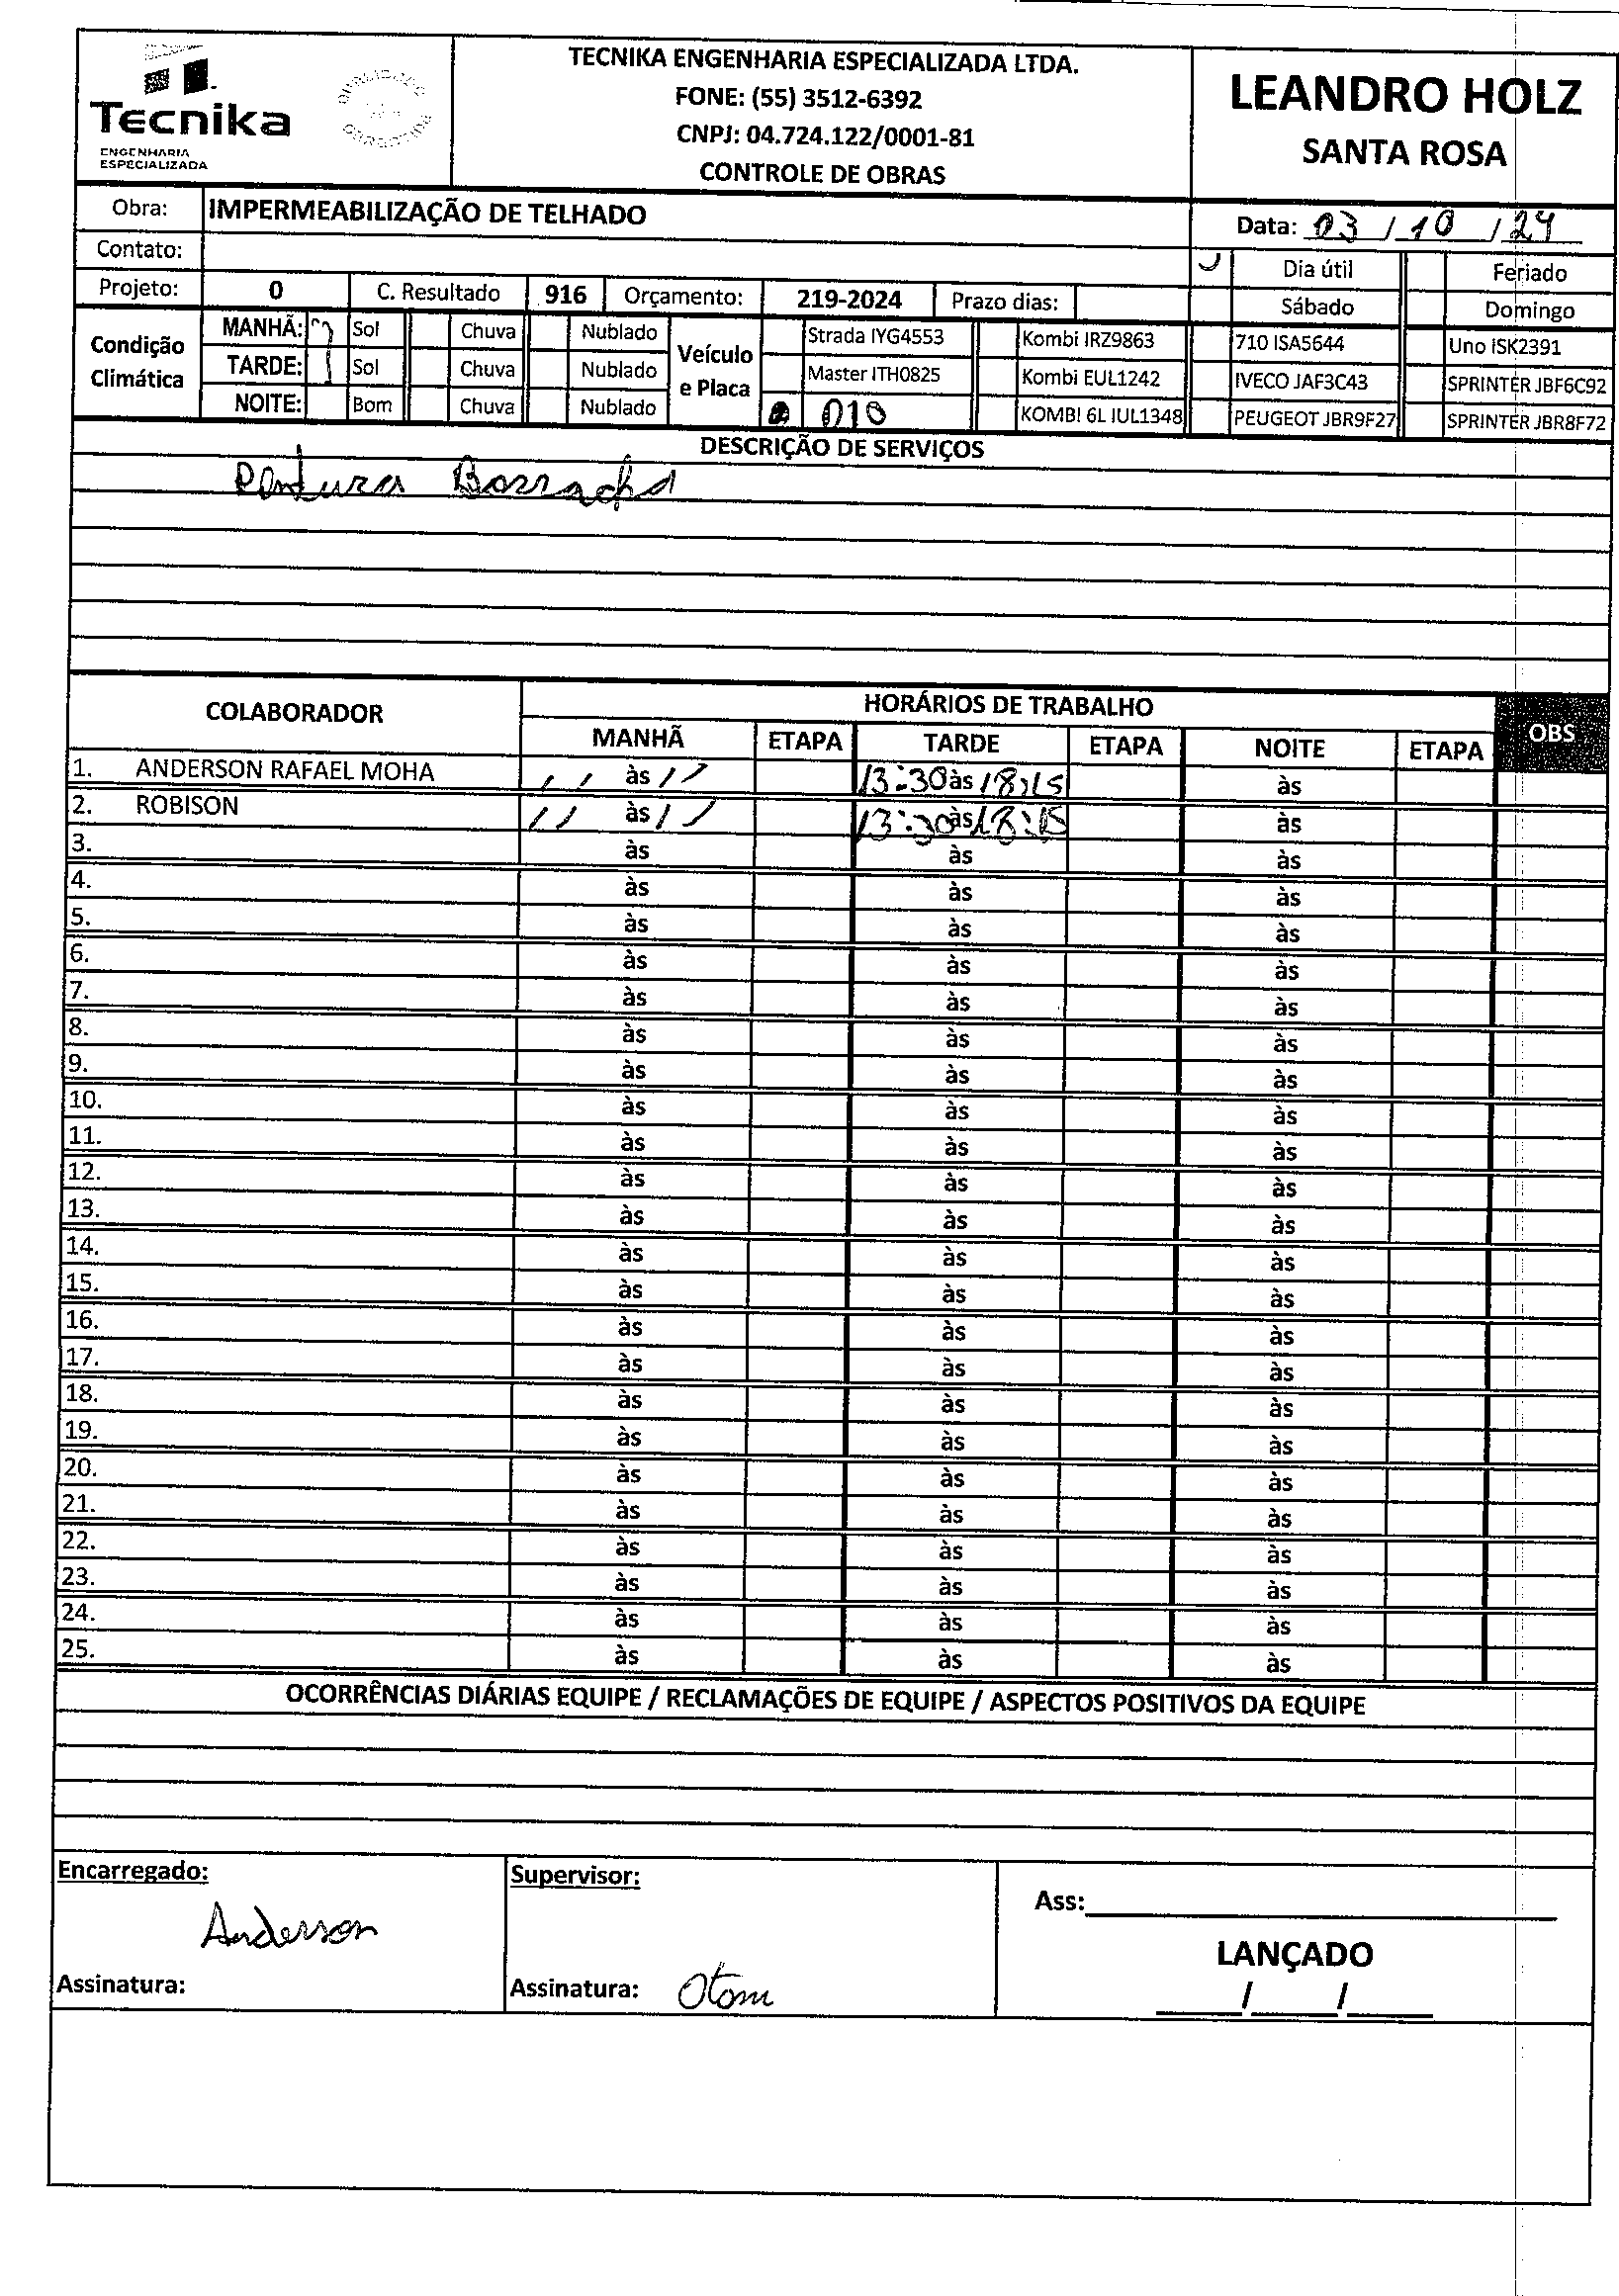 Tecnika
ENGENHARIA
ESPECIALIZADA
TECNIKA ENGENHARIA ESPECIALIZADA LTDA.
FONE: (55) 3512-6392
CNPJ: 04.724.122/0001-81
CONTROLE DE OBRAS
LEANDRO HOLZ
SANTA ROSA
Obra: IMPERMEABILIZAÇÃO DE TELHADO
Data: 03 / 10 / 24
Contato:
Dia útil Feriado
Projeto: 0 C. Resultado 916 Orçamento: 219-2024 Prazo dias:
Sábado Domingo
Condição Climática
MANHÃ: Sol Chuva Nublado
TARDE: Sol Chuva Nublado
NOITE: Bom Chuva Nublado
Veículo e Placa
Strada IYG4553 Kombi IRZ9863 710 ISA5644 Uno ISK2391
Master ITH0825 Kombi EUL1242 IVECO JAF3C43 SPRINTER JBF6C92
010 KOMBI 6L IUL1348 PEUGEOT JBR9F27 SPRINTER JBR8F72
DESCRIÇÃO DE SERVIÇOS
Pintura Borracha
COLABORADOR HORÁRIOS DE TRABALHO OBS
MANHÃ ETAPA TARDE ETAPA NOITE ETAPA
1. ANDERSON RAFAEL MOHA / / às / / 13:30 às 18:15 às
2. ROBISON / / às / / 13:30 às 18:15 às
3. às às às
4. às às às
5. às às às
6. às às às
7. às às às
8. às às às
9. às às às
10. às às às
11. às às às
12. às às às
13. às às às
14. às às às
15. às às às
16. às às às
17. às às às
18. às às às
19. às às às
20. às às às
21. às às às
22. às às às
23. às às às
24. às às às
25. às às às
OCORRÊNCIAS DIÁRIAS EQUIPE / RECLAMAÇÕES DE EQUIPE / ASPECTOS POSITIVOS DA EQUIPE
Encarregado: Supervisor:
Ass:
Anderson
LANÇADO
Assinatura: Assinatura:
/ /